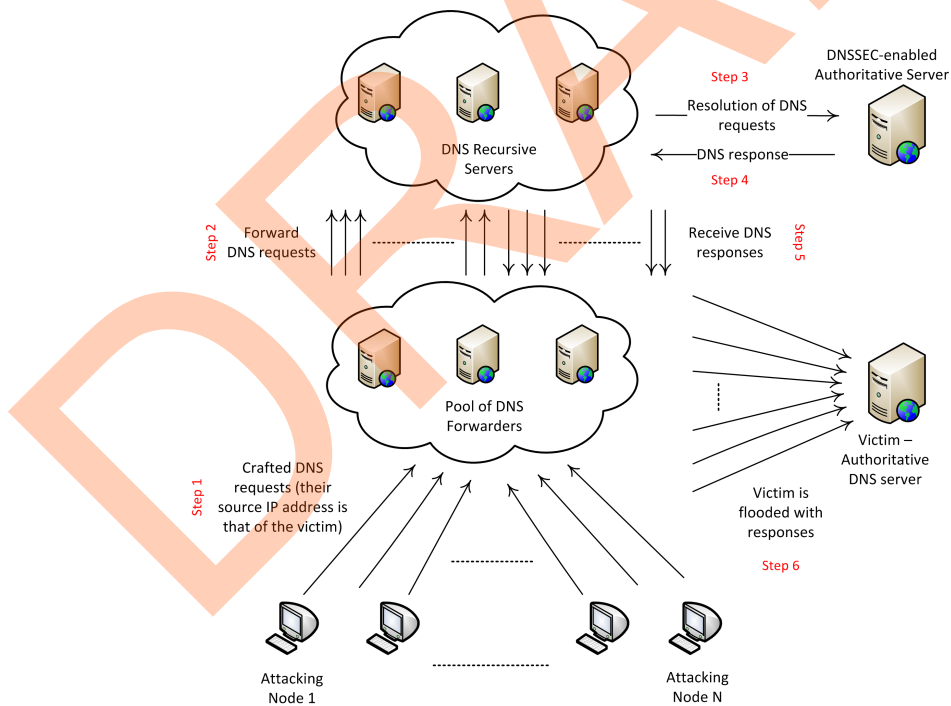 DNSSEC-enabled
Authoritative Server
Step 3
Resolution of DNS
requests
DNS response
Step 4
DNS Recursive
Servers
Step 2
Forward
DNS requests
Receive DNS
responses
Step 5
Pool of DNS
Forwarders
Victim –
Authoritative
DNS server
Step 1
Crafted DNS
requests (their
source IP address is
that of the victim)
Victim is
flooded with
responses
Step 6
Attacking
Node 1
Attacking
Node N
DRA